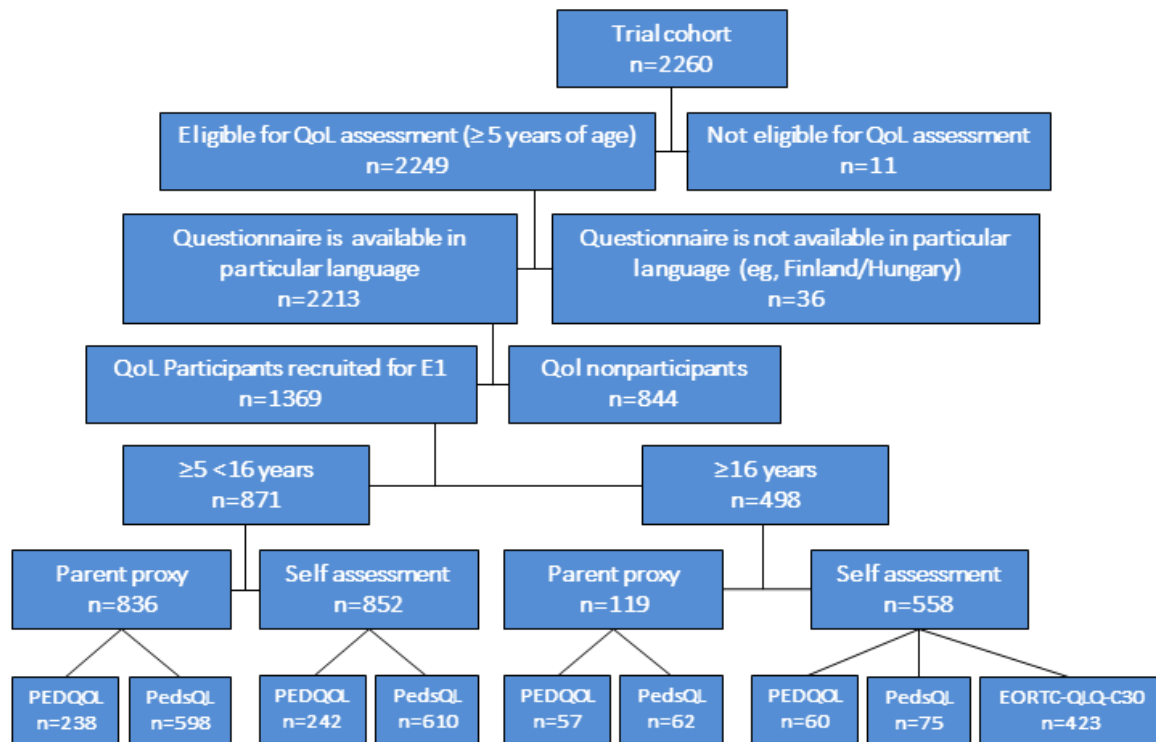 Trial cohort
n=2260
Eligible for QoL assessment (≥ 5 years of age)
n=2249
Not eligible for QoL assessment
n=11
Questionnaire is available in
particular language
n=2213
Questionnaire is not available in particular
language (eg, Finland/Hungary)
n=36
QoL Participants recruited for E1
n=1369
Qol nonparticipants
n=844
≥5 <16 years
n=871
≥16 years
n=498
Parent proxy
n=836
Self assessment
n=852
Parent proxy
n=119
Self assessment
n=558
PEDQOL
n=238
PedsQL
n=598
PEDQOL
n=242
PedsQL
n=610
PEDQOL
n=57
PedsQL
n=62
PEDQOL
n=60
PedsQL
n=75
EORTC-QLQ-C30
n=423